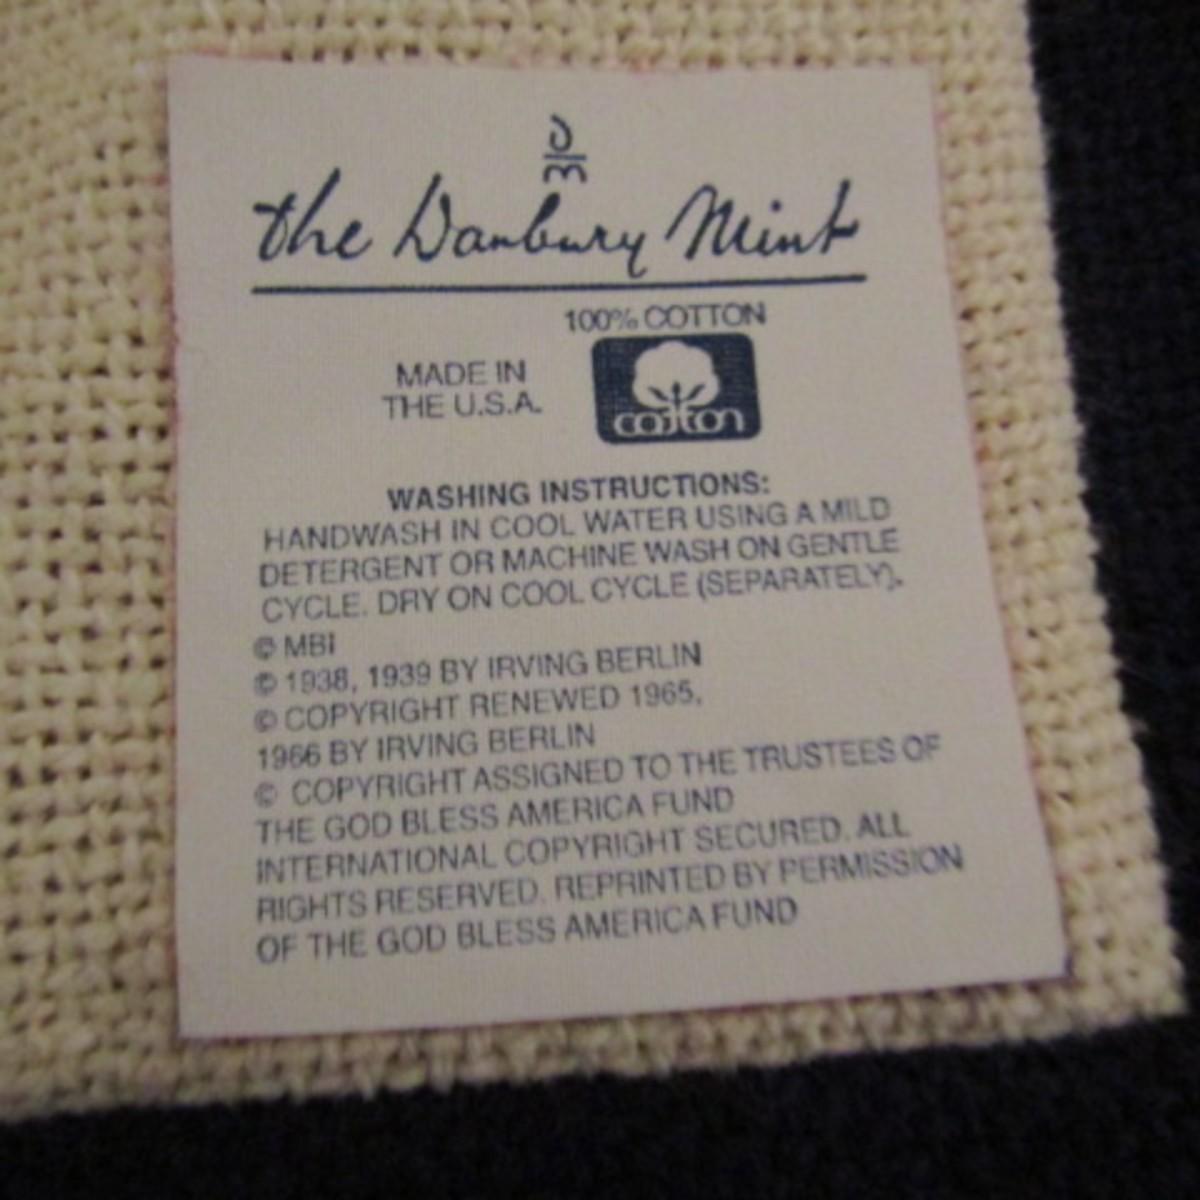 D
m
the Danbury Mint
100% COTTON
MADE IN
THE U.S.A.
cotton
WASHING INSTRUCTIONS:
HANDWASH IN COOL WATER USING A MILD
DETERGENT OR MACHINE WASH ON GENTLE
CYCLE. DRY ON COOL CYCLE (SEPARATELY).
© MBI
© 1938, 1939 BY IRVING BERLIN
© COPYRIGHT RENEWED 1965,
1966 BY IRVING BERLIN
© COPYRIGHT ASSIGNED TO THE TRUSTEES OF
THE GOD BLESS AMERICA FUND
INTERNATIONAL COPYRIGHT SECURED. ALL
RIGHTS RESERVED. REPRINTED BY PERMISSION
OF THE GOD BLESS AMERICA FUND